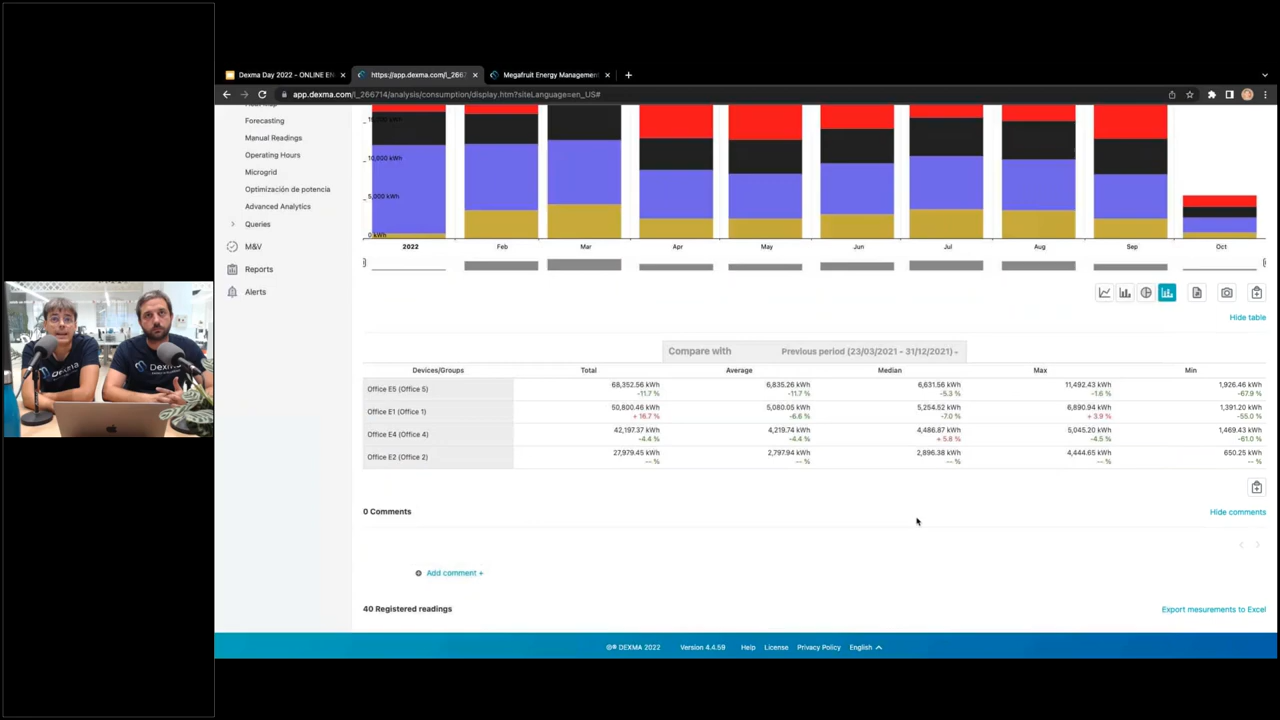 Dexma Day 2022 - ONLINE EN
https://app.dexma.com/l_266
Megafruit Energy Management
app.dexma.com/l_266714/analysis/consumption/display.htm?siteLanguage=en_US#
Forecasting
Manual Readings
Operating Hours
Microgrid
Optimización de potencia
Advanced Analytics
Queries
M&V
Reports
Alerts
10,000 kWh
5,000 kWh
0 kWh
2022 Feb Mar Apr May Jun Jul Aug Sep Oct
Hide table
Compare with Previous period (23/03/2021 - 31/12/2021)
Devices/Groups Total Average Median Max Min
Office E5 (Office 5) 68,352.56 kWh 6,835.26 kWh 6,631.56 kWh 11,492.43 kWh 1,926.46 kWh
-11.7 % -11.7 % -5.3 % -1.6 % -67.9 %
Office E1 (Office 1) 50,800.46 kWh 5,080.05 kWh 5,254.52 kWh 6,890.94 kWh 1,391.20 kWh
+ 16.7 % -6.6 % -7.0 % + 3.9 % -55.0 %
Office E4 (Office 4) 42,197.37 kWh 4,219.74 kWh 4,486.87 kWh 5,045.20 kWh 1,469.43 kWh
-4.4 % -4.4 % + 5.8 % -4.5 % -61.0 %
Office E2 (Office 2) 27,979.45 kWh 2,797.94 kWh 2,896.38 kWh 4,444.65 kWh 650.25 kWh
-- % -- % -- % -- % -- %
0 Comments
Hide comments
Add comment +
40 Registered readings
Export mesurements to Excel
@® DEXMA 2022 Version 4.4.59 Help License Privacy Policy English
Dexma
Dexma